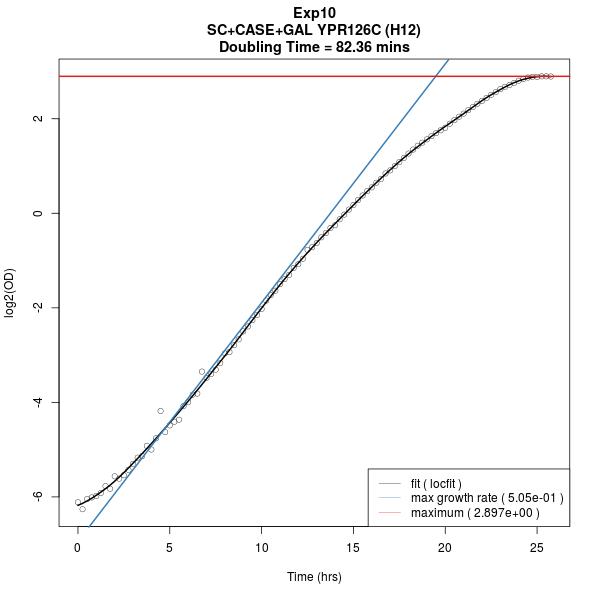 Exp10
SC+CASE+GAL YPR126C (H12)
Doubling Time = 82.36 mins
log2(OD)
2
0
-2
-4
-6
fit ( locfit )
max growth rate ( 5.05e-01 )
maximum ( 2.897e+00 )
0 5 10 15 20 25
Time (hrs)